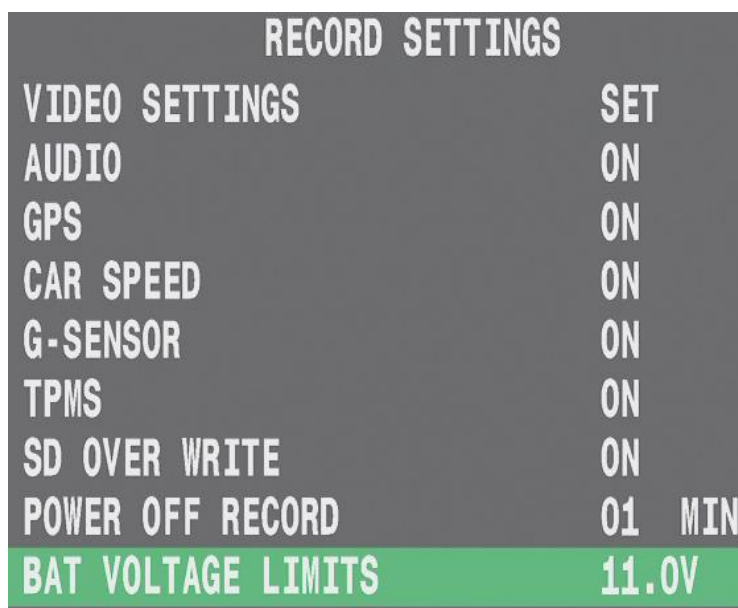 RECORD SETTINGS
VIDEO SETTINGS SET
AUDIO ON
GPS ON
CAR SPEED ON
G-SENSOR ON
TPMS ON
SD OVER WRITE ON
POWER OFF RECORD 01 MIN
BAT VOLTAGE LIMITS 11.0V